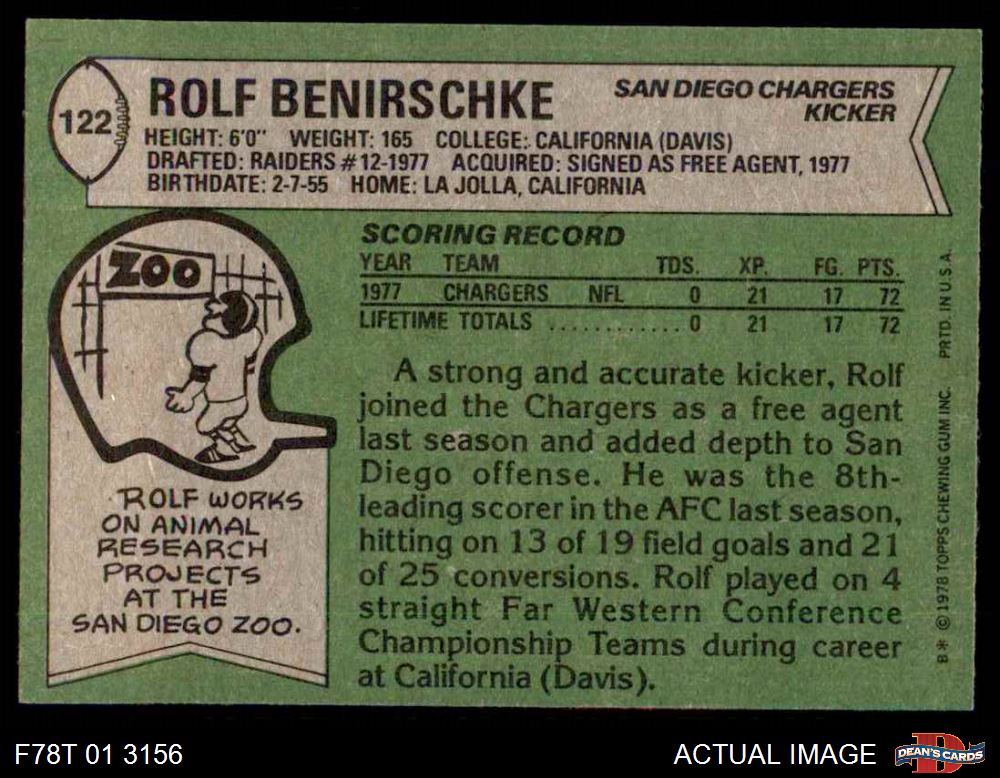 122
ROLF BENIRSCHKE
SAN DIEGO CHARGERS
KICKER
HEIGHT: 6'0" WEIGHT: 165 COLLEGE: CALIFORNIA (DAVIS)
DRAFTED: RAIDERS #12-1977 ACQUIRED: SIGNED AS FREE AGENT, 1977
BIRTHDATE: 2-7-55 HOME: LA JOLLA, CALIFORNIA
ZOO
ROLF WORKS
ON ANIMAL
RESEARCH
PROJECTS
AT THE
SAN DIEGO ZOO.
SCORING RECORD
YEAR TEAM TDS. XP. FG. PTS.
1977 CHARGERS NFL 0 21 17 72
LIFETIME TOTALS ............ 0 21 17 72
A strong and accurate kicker, Rolf
joined the Chargers as a free agent
last season and added depth to San
Diego offense. He was the 8th-
leading scorer in the AFC last season,
hitting on 13 of 19 field goals and 21
of 25 conversions. Rolf played on 4
straight Far Western Conference
Championship Teams during career
at California (Davis).
B* © 1978 TOPPS CHEWING GUM INC. PRTD. IN U.S.A.
F78T 01 3156
ACTUAL IMAGE
D
DEAN'S CARDS